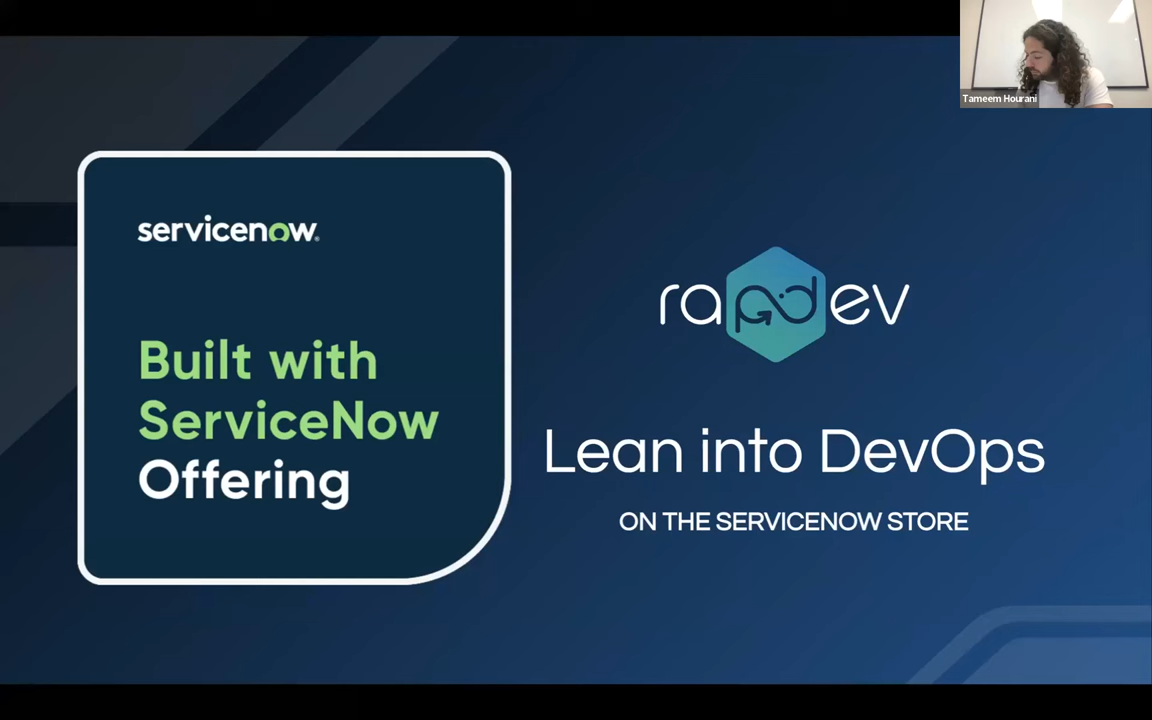 Tameem Hourani
servicenow.
Built with
ServiceNow
Offering
rapdev
Lean into DevOps
ON THE SERVICENOW STORE